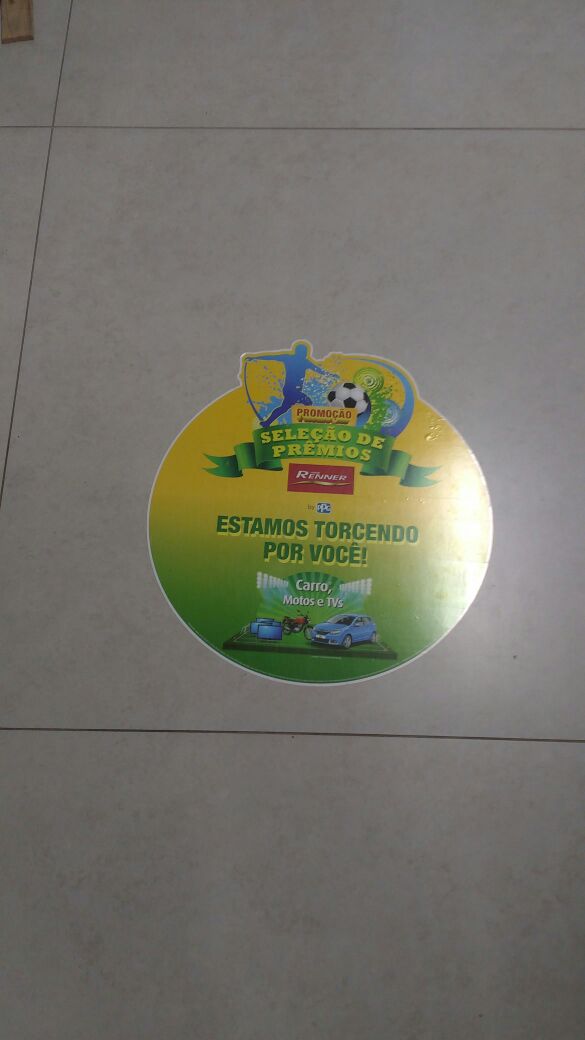 PROMOÇÃO
SELEÇÃO DE
PRÊMIOS
RENNER
by PPG
ESTAMOS TORCENDO
POR VOCÊ!
Carro,
Motos e TVs